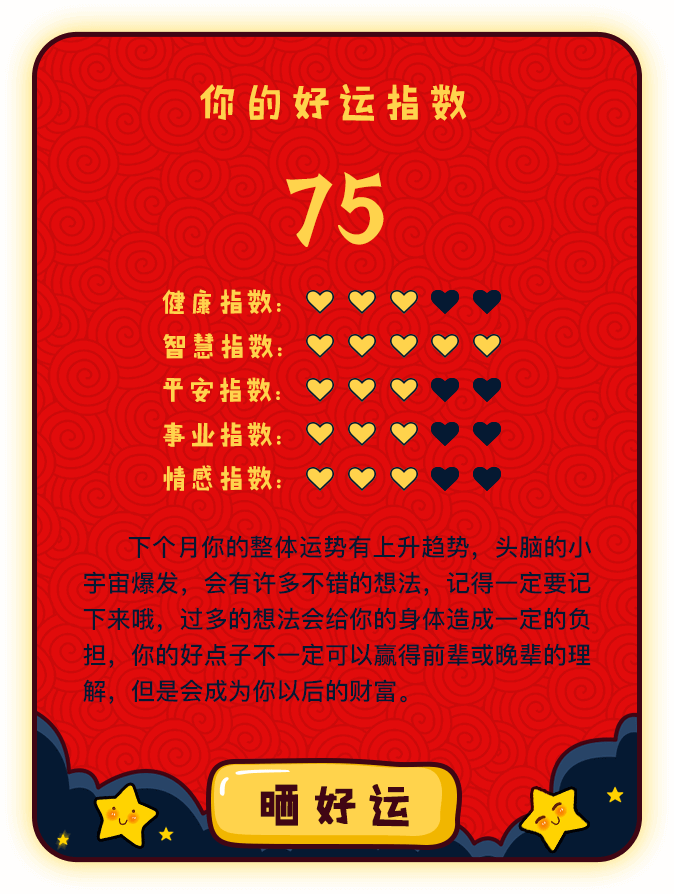 你的好运指数
75
健康指数:
智慧指数:
平安指数:
事业指数:
情感指数:
下个月你的整体运势有上升趋势，头脑的小
宇宙爆发，会有许多不错的想法，记得一定要记
下来哦，过多的想法会给你的身体造成一定的负
担，你的好点子不一定可以赢得前辈或晚辈的理
解，但是会成为你以后的财富。
晒好运